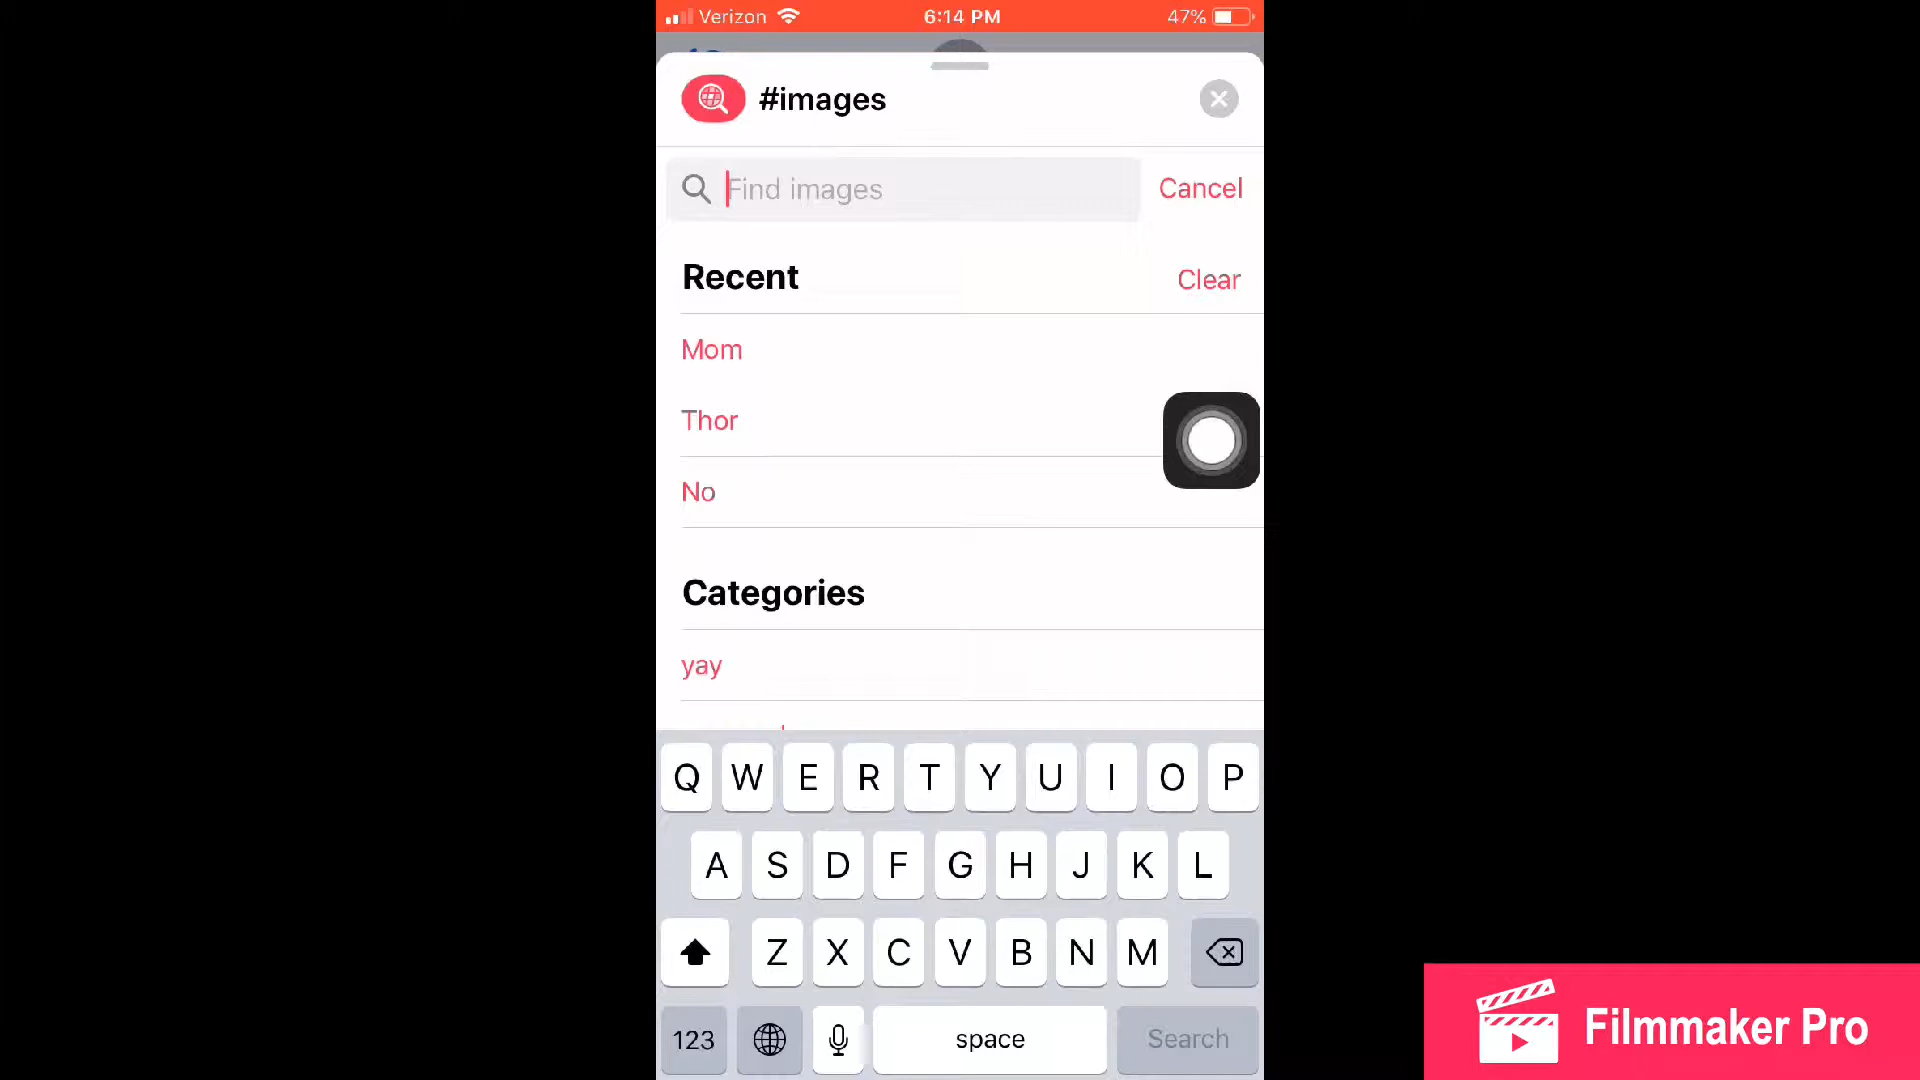 Verizon 6:14 PM 47%
#images
Find images Cancel
Recent Clear
Mom
Thor
No
Categories
yay
Q W E R T Y U I O P
A S D F G H J K L
Z X C V B N M
123 space Search
Filmmaker Pro